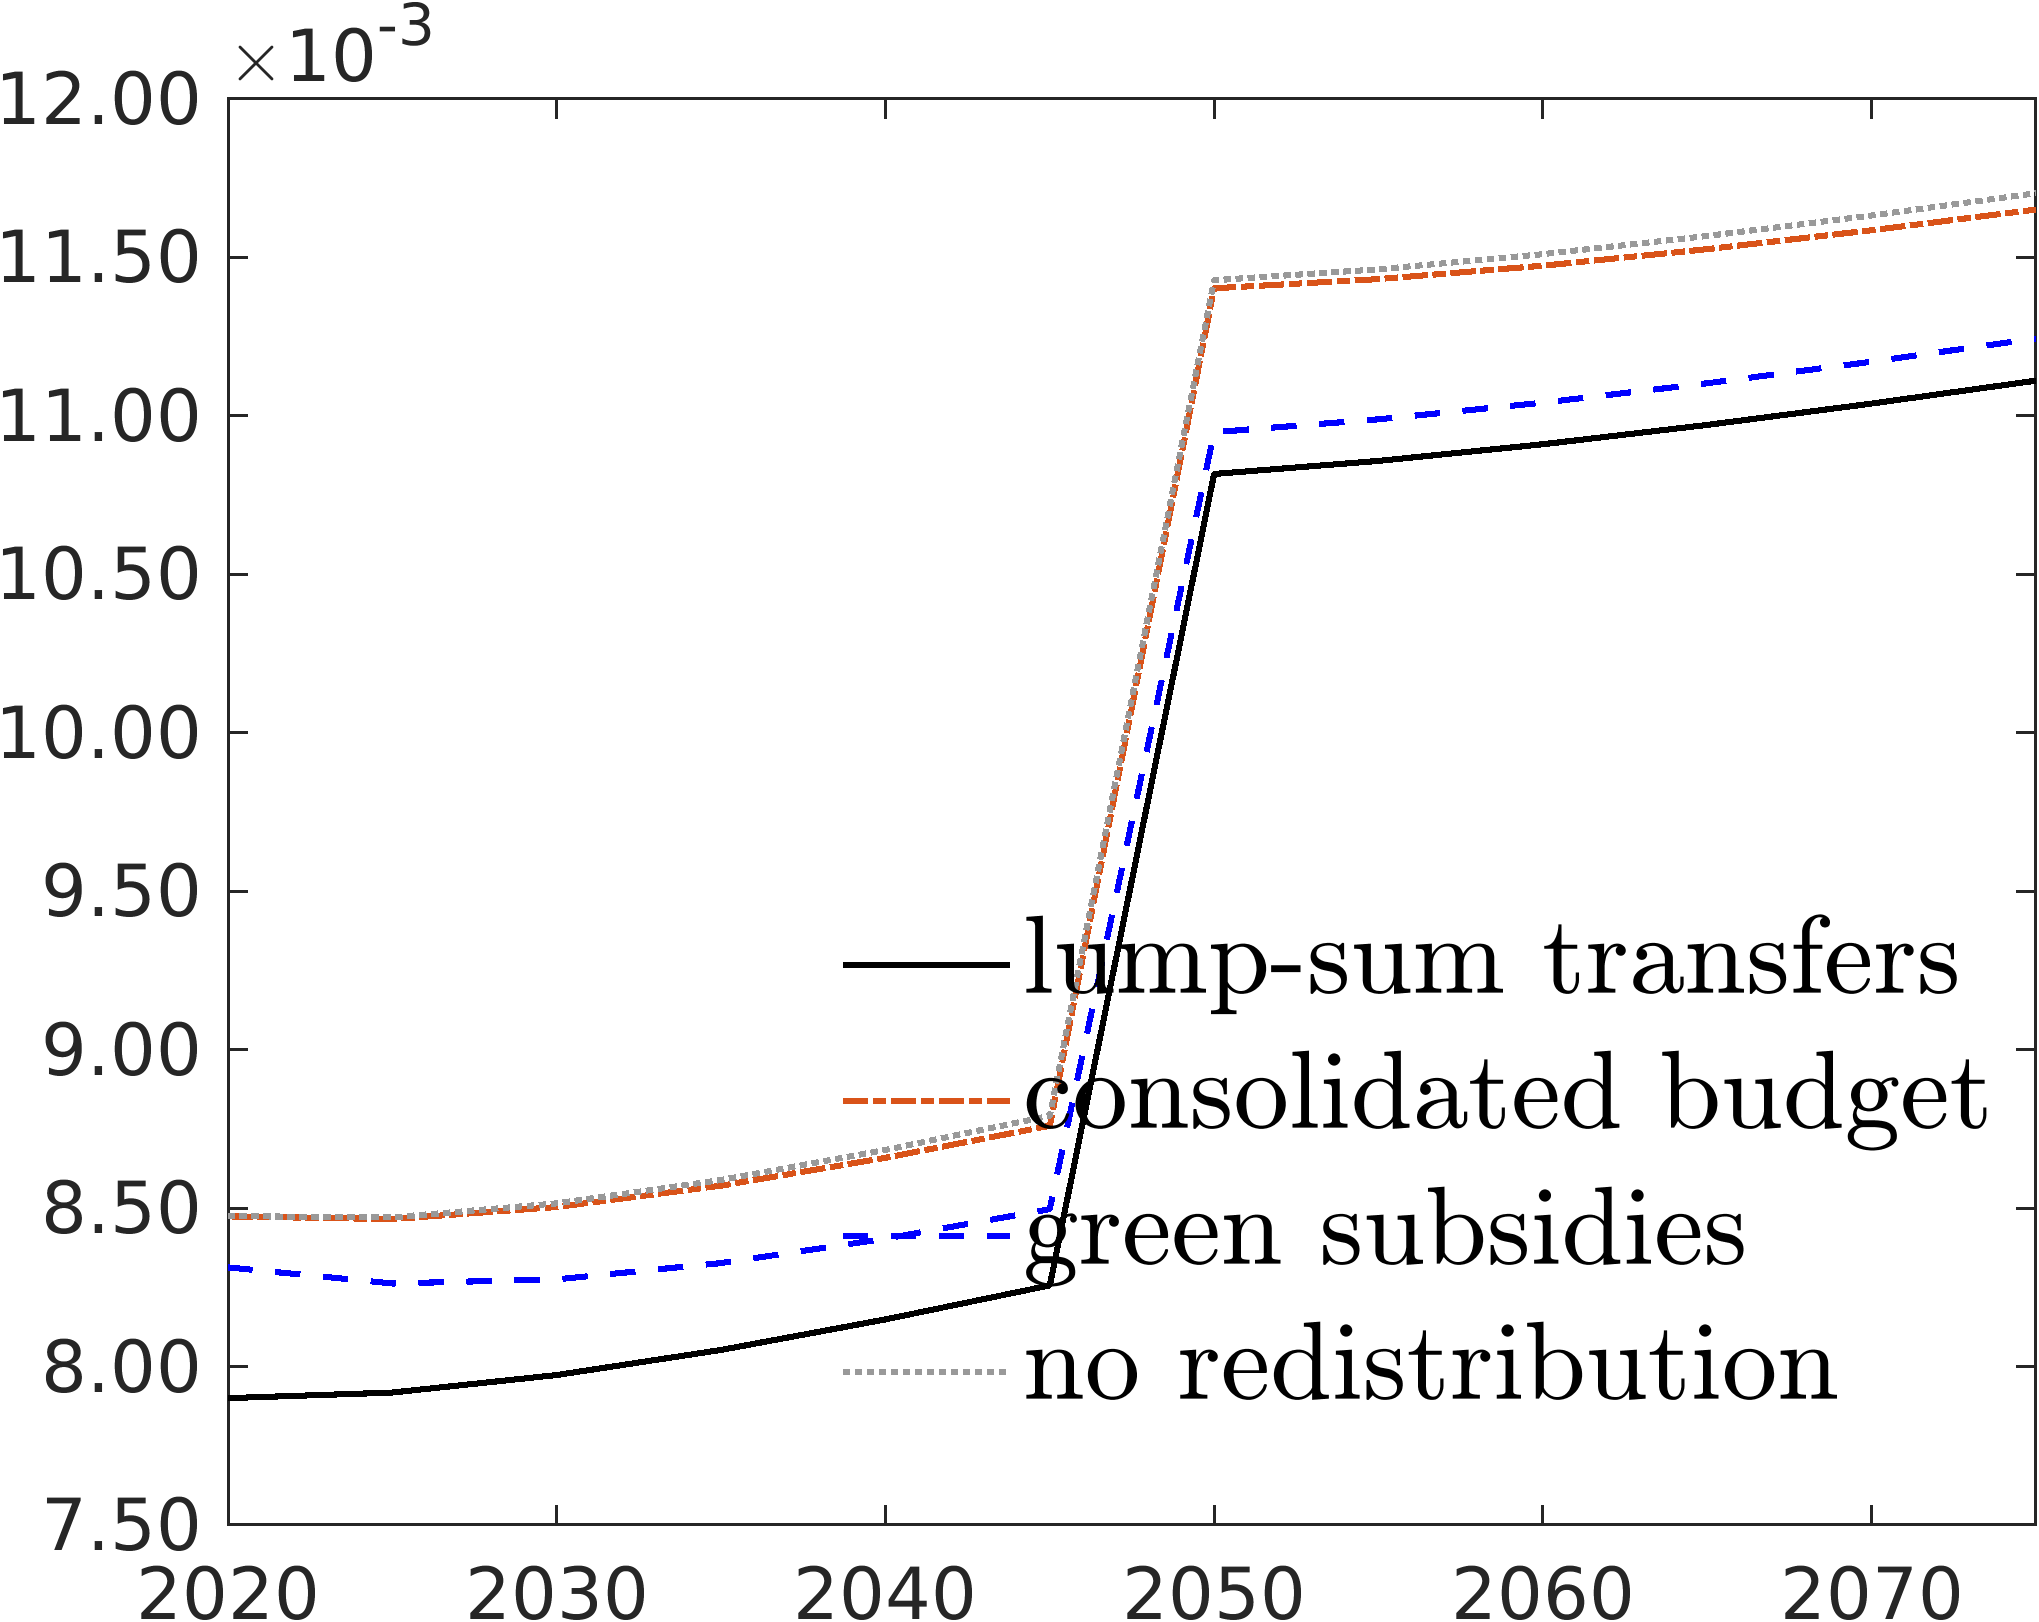 ×10-3
12.00
11.50
11.00
10.50
10.00
9.50
9.00
8.50
8.00
7.50
lump-sum transfers
consolidated budget
green subsidies
no redistribution
2020 2030 2040 2050 2060 2070